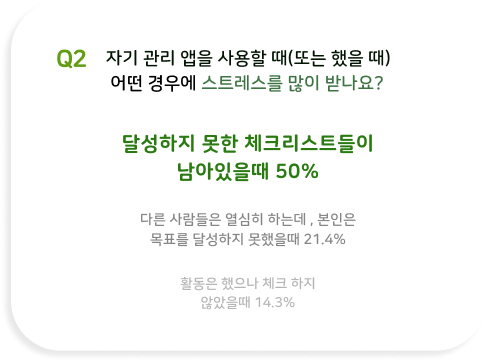 Q2 자기 관리 앱을 사용할 때(또는 했을 때)
어떤 경우에 스트레스를 많이 받나요?
달성하지 못한 체크리스트들이
남아있을때 50%
다른 사람들은 열심히 하는데 , 본인은
목표를 달성하지 못했을때 21.4%
활동은 했으나 체크 하지
않았을때 14.3%